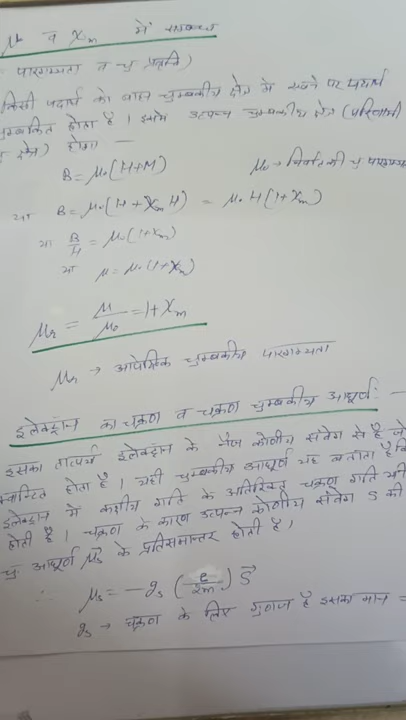 μ व χm में सम्बन्ध
पारगम्यता व चु प्रवृत्ति)
किसी पदार्थ को बाह्य चुम्बकीय क्षेत्र में रखने पर पदार्थ
चुम्बकित होता है। इसमें उत्पन्न चुम्बकीय क्षेत्र (परिणामी
क्षेत्र) होगा —
B = μ₀(H+M) μ₀ → निर्वात की चु पारगम्यता
या B = μ₀(H + χm H) = μ₀ H(1+χm)
या B/H = μ₀(1+χm)
या μ = μ₀(1+χm)
μr = μ/μ₀ = 1+χm
μr → आपेक्षिक चुम्बकीय पारगम्यता
इलेक्ट्रॉन का चक्रण व चक्रण चुम्बकीय आघूर्ण: —
इसका तात्पर्य इलेक्ट्रॉन के नैज कोणीय संवेग से है जो
क्वान्टित होता है। यही चुम्बकीय आघूर्ण यह बताता है कि
इलेक्ट्रॉन में कक्षीय गति के अतिरिक्त चक्रण गति भी
होती है। चक्रण के कारण उत्पन्न कोणीय संवेग S की
चु. आघूर्ण μs के प्रतिसमान्तर होती है।
∴ μs = -gs (e/2m) S
gs → चक्रण के लिए गुणज है इसका मान =